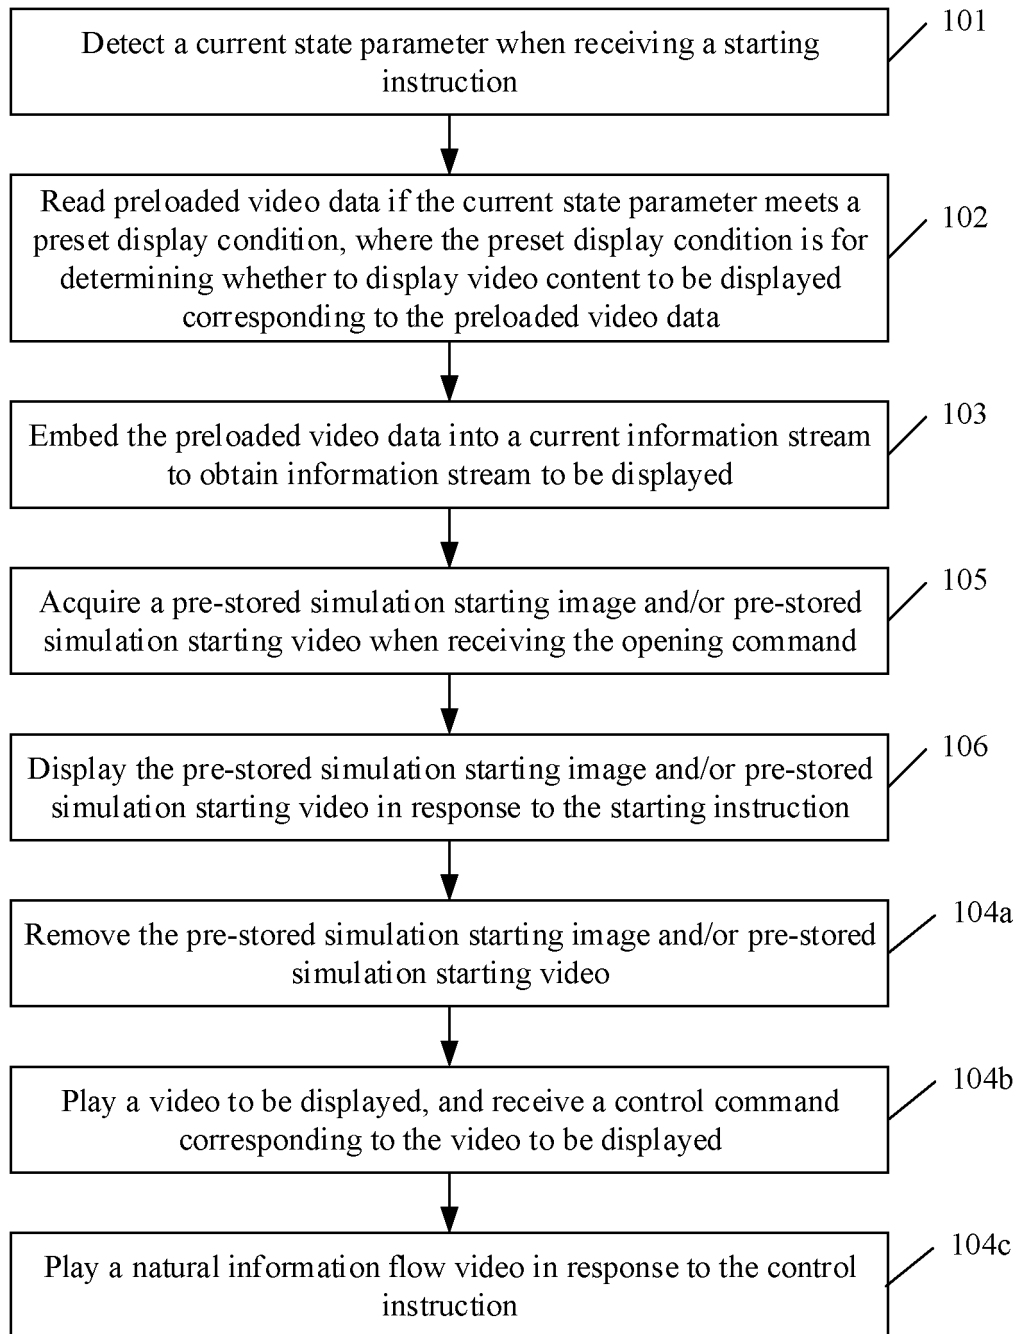 Detect a current state parameter when receiving a starting
instruction
101
Read preloaded video data if the current state parameter meets a
preset display condition, where the preset display condition is for
determining whether to display video content to be displayed
corresponding to the preloaded video data
102
Embed the preloaded video data into a current information stream
to obtain information stream to be displayed
103
Acquire a pre-stored simulation starting image and/or pre-stored
simulation starting video when receiving the opening command
105
Display the pre-stored simulation starting image and/or pre-stored
simulation starting video in response to the starting instruction
106
Remove the pre-stored simulation starting image and/or pre-stored
simulation starting video
104a
Play a video to be displayed, and receive a control command
corresponding to the video to be displayed
104b
Play a natural information flow video in response to the control
instruction
104c